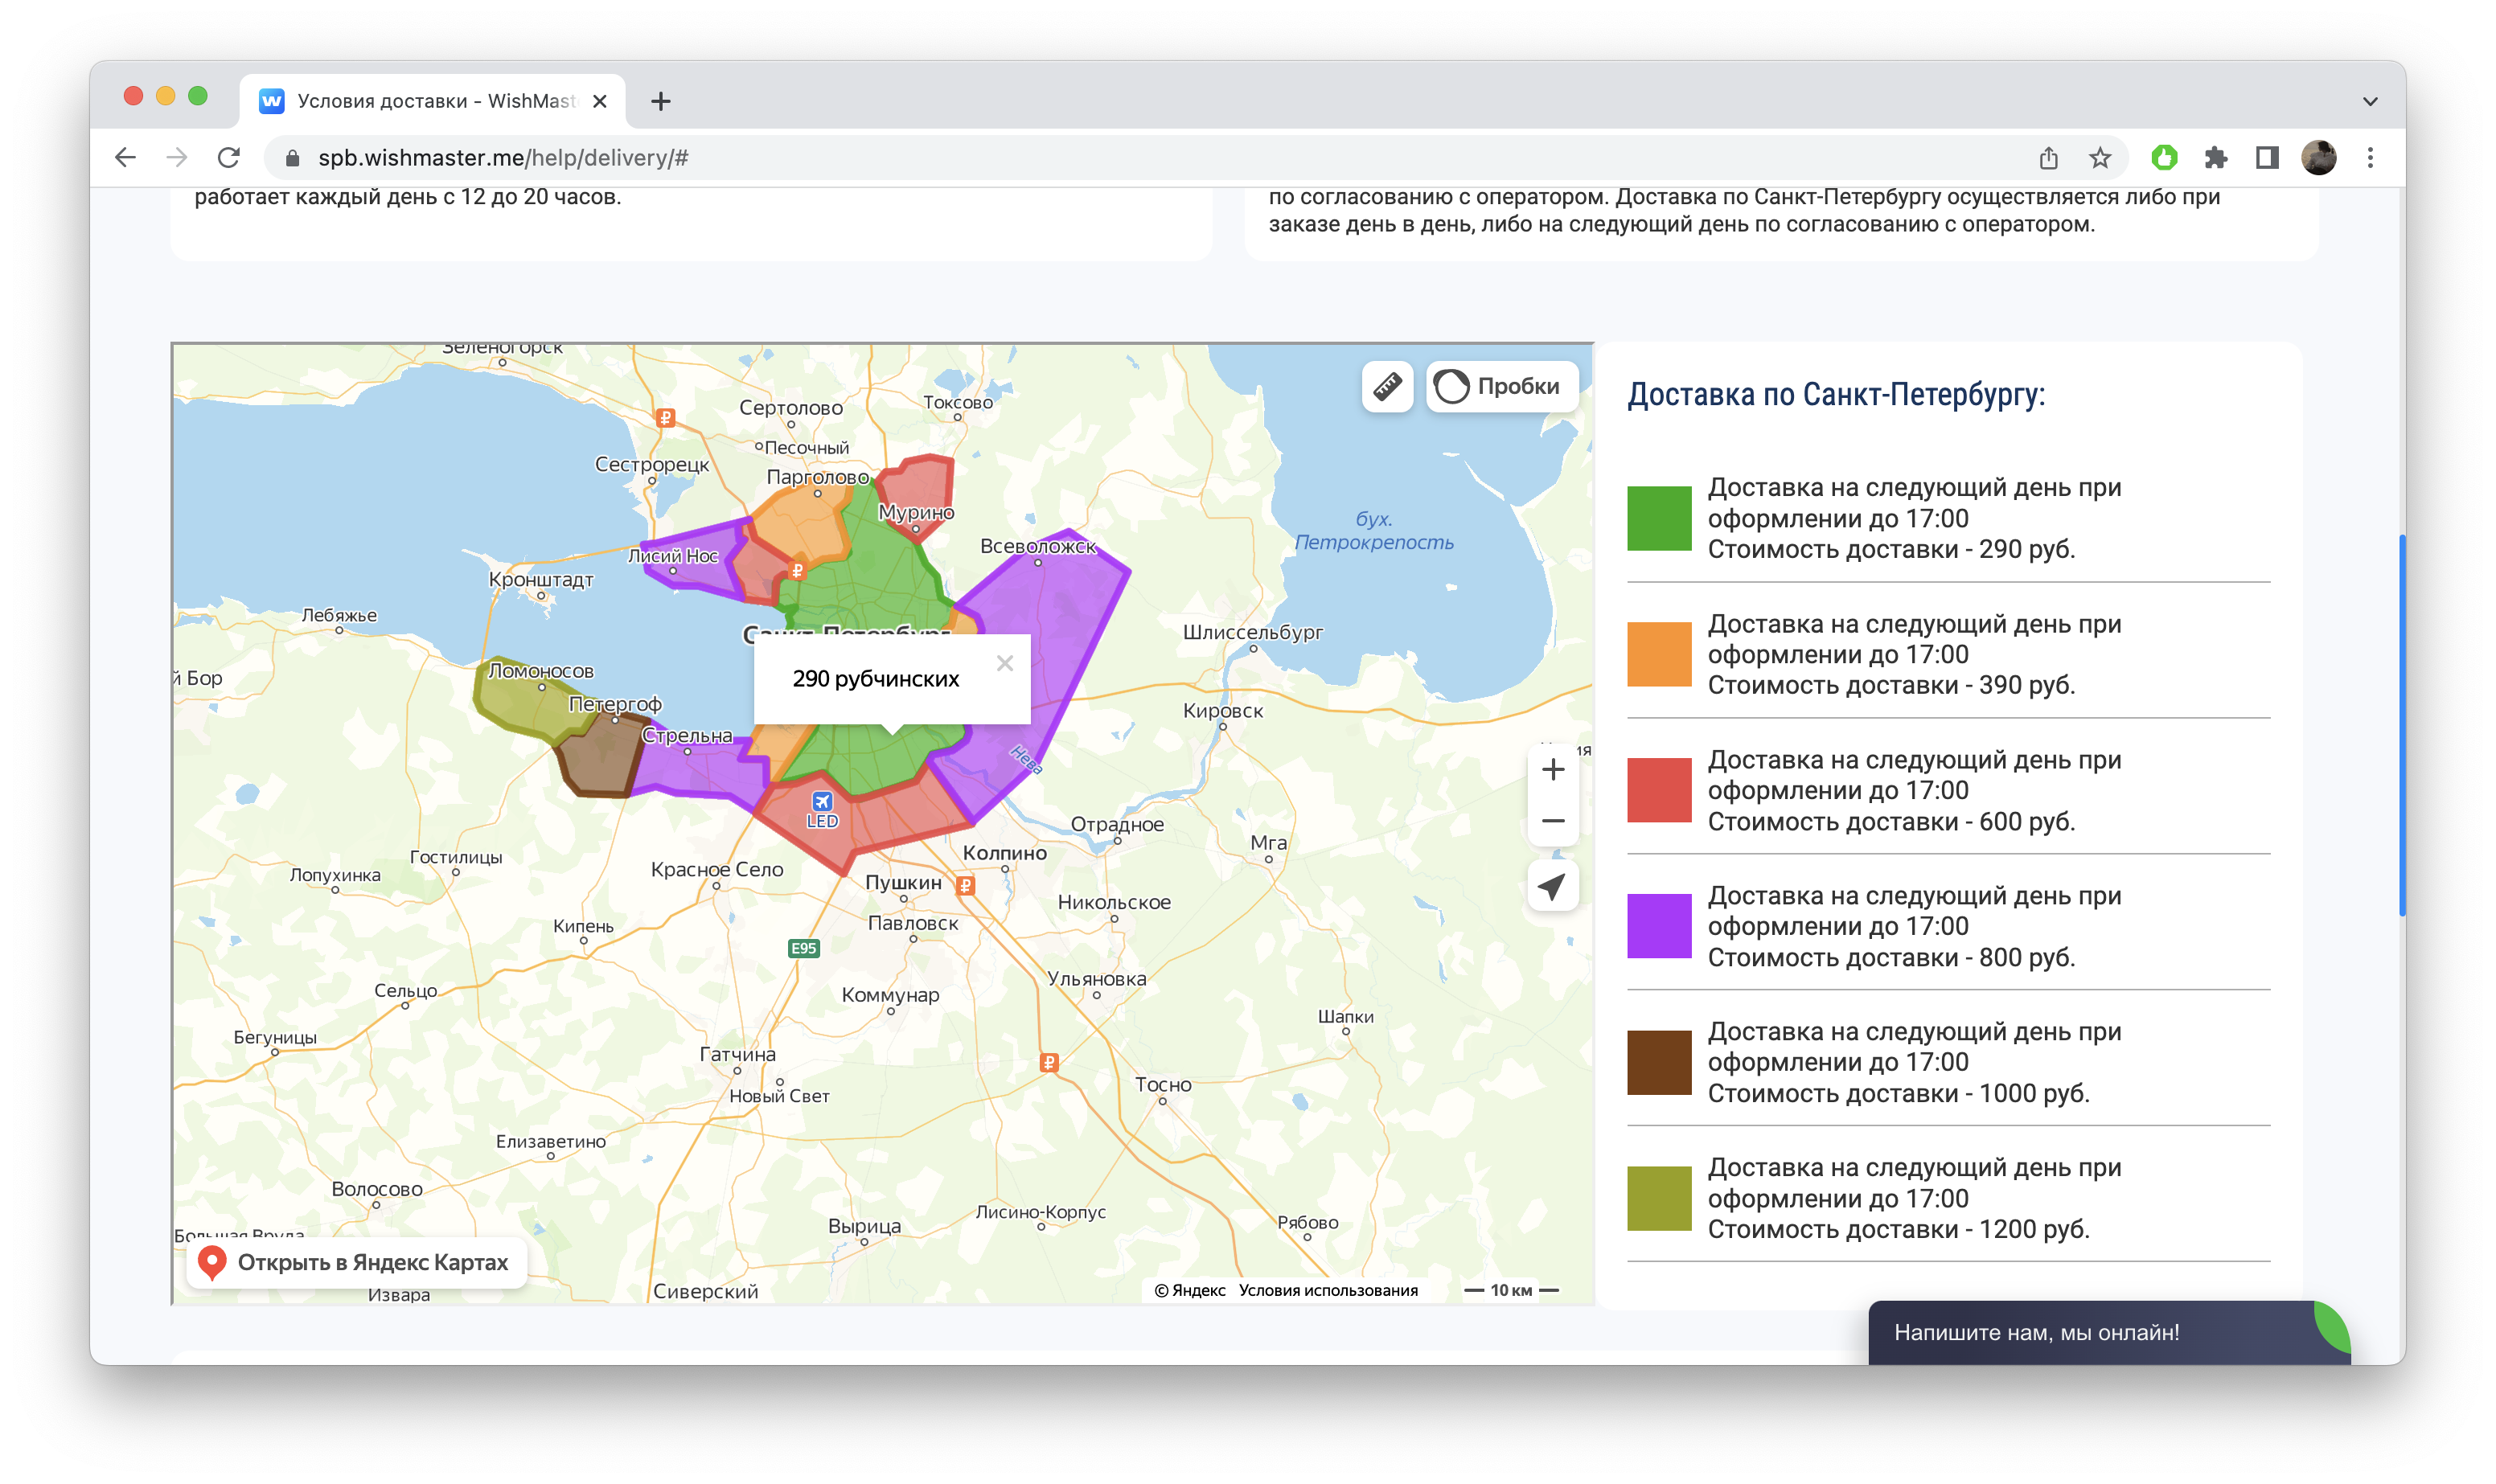 Условия доставки - WishMast
spb.wishmaster.me/help/delivery/#
работает каждый день с 12 до 20 часов.
по согласованию с оператором. Доставка по Санкт-Петербургу осуществляется либо при
заказе день в день, либо на следующий день по согласованию с оператором.
Зеленогорск
Сертолово
Токсово
Пробки
Песочный
Сестрорецк
Парголово
Мурино
бух.
Петрокрепость
Всеволожск
Лисий Нос
Кронштадт
Лебяжье
Санкт-Петербург
Шлиссельбург
290 рубчинских
Ломоносов
й Бор
Петергоф
Кировск
Стрельна
Нева
LED
Отрадное
Мга
Колпино
Гостилицы
Лопухинка
Красное Село
Пушкин
Никольское
Павловск
Кипень
E95
Ульяновка
Сельцо
Коммунар
Шапки
Бегуницы
Гатчина
Тосно
Новый Свет
Елизаветино
Волосово
Лисино-Корпус
Вырица
Рябово
Большая Вруда
Открыть в Яндекс Картах
Извара
Сиверский
© Яндекс Условия использования
10 км
Доставка по Санкт-Петербургу:
Доставка на следующий день при
оформлении до 17:00
Стоимость доставки - 290 руб.
Доставка на следующий день при
оформлении до 17:00
Стоимость доставки - 390 руб.
Доставка на следующий день при
оформлении до 17:00
Стоимость доставки - 600 руб.
Доставка на следующий день при
оформлении до 17:00
Стоимость доставки - 800 руб.
Доставка на следующий день при
оформлении до 17:00
Стоимость доставки - 1000 руб.
Доставка на следующий день при
оформлении до 17:00
Стоимость доставки - 1200 руб.
Напишите нам, мы онлайн!